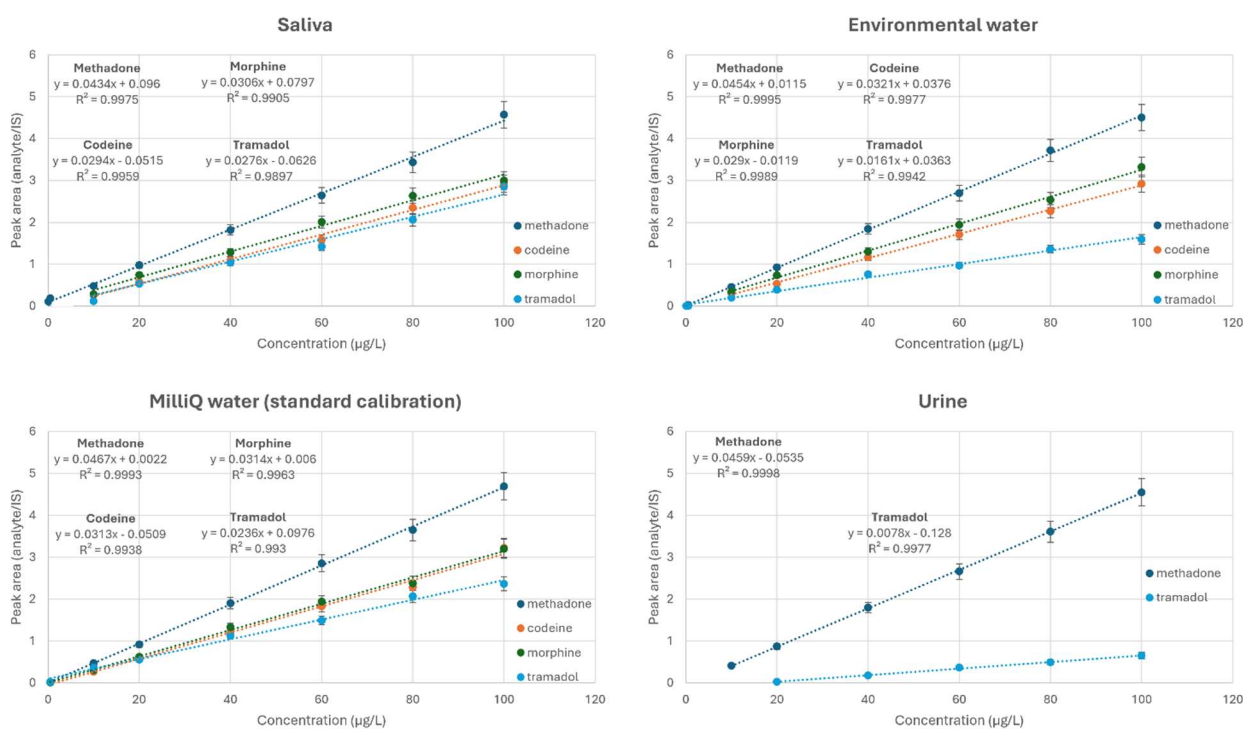 Saliva
Peak area (analyte/IS)
6
5
4
3
2
1
0
Methadone
y = 0.0434x + 0.096
R² = 0.9975
Morphine
y = 0.0306x + 0.0797
R² = 0.9905
Codeine
y = 0.0294x - 0.0515
R² = 0.9959
Tramadol
y = 0.0276x - 0.0626
R² = 0.9897
methadone
codeine
morphine
tramadol
0 20 40 60 80 100 120
Concentration (µg/L)
Environmental water
Peak area (analyte/IS)
6
5
4
3
2
1
0
Methadone
y = 0.0454x + 0.0115
R² = 0.9995
Codeine
y = 0.0321x + 0.0376
R² = 0.9977
Morphine
y = 0.029x - 0.0119
R² = 0.9989
Tramadol
y = 0.0161x + 0.0363
R² = 0.9942
methadone
codeine
morphine
tramadol
0 20 40 60 80 100 120
Concentration (µg/L)
MilliQ water (standard calibration)
Peak area (analyte/IS)
6
5
4
3
2
1
0
Methadone
y = 0.0467x + 0.0022
R² = 0.9993
Morphine
y = 0.0314x + 0.006
R² = 0.9963
Codeine
y = 0.0313x - 0.0509
R² = 0.9938
Tramadol
y = 0.0236x + 0.0976
R² = 0.993
methadone
codeine
morphine
tramadol
0 20 40 60 80 100 120
Concentration (µg/L)
Urine
Peak area (analyte/IS)
6
5
4
3
2
1
0
Methadone
y = 0.0459x - 0.0535
R² = 0.9998
Tramadol
y = 0.0078x - 0.128
R² = 0.9977
methadone
tramadol
0 20 40 60 80 100 120
Concentration (µg/L)